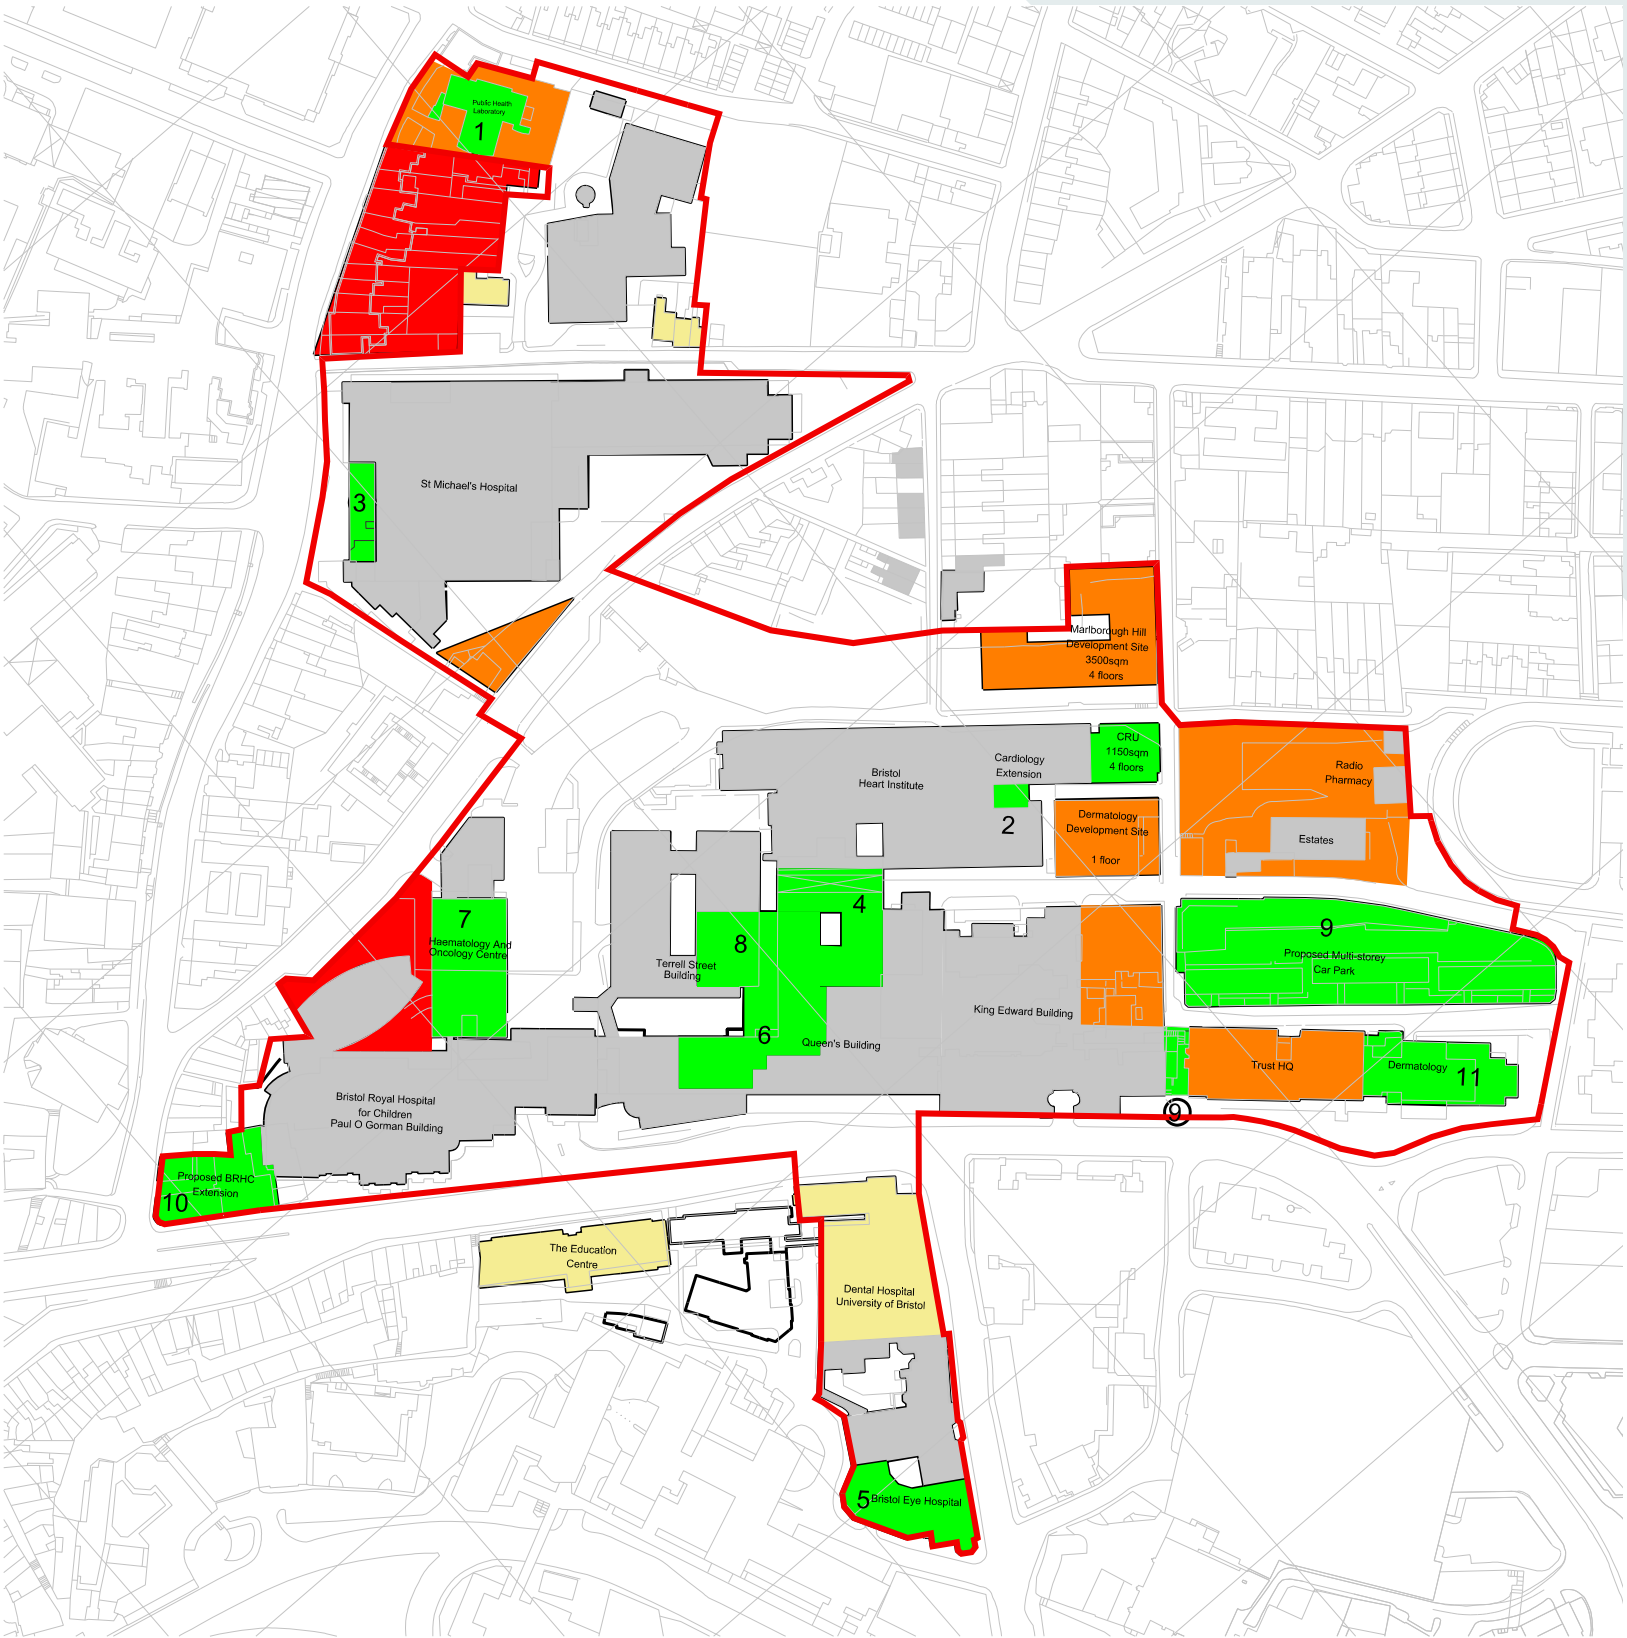 Public Health
Laboratory
1
St Michael's Hospital
3
Marlborough Hill
Development Site
3500sqm
4 floors
CRU
1150sqm
4 floors
Cardiology
Extension
Bristol
Heart Institute
2
Radio
Pharmacy
Estates
Dermatology
Development Site
1 floor
4
7
Haematology And
Oncology Centre
8
Terrell Street
Building
9
Proposed Multi-storey
Car Park
King Edward Building
6
Queen's Building
Trust HQ
Dermatology
11
9
Bristol Royal Hospital
for Children
Paul O Gorman Building
Proposed BRHC
Extension
10
The Education
Centre
Dental Hospital
University of Bristol
5
Bristol Eye Hospital